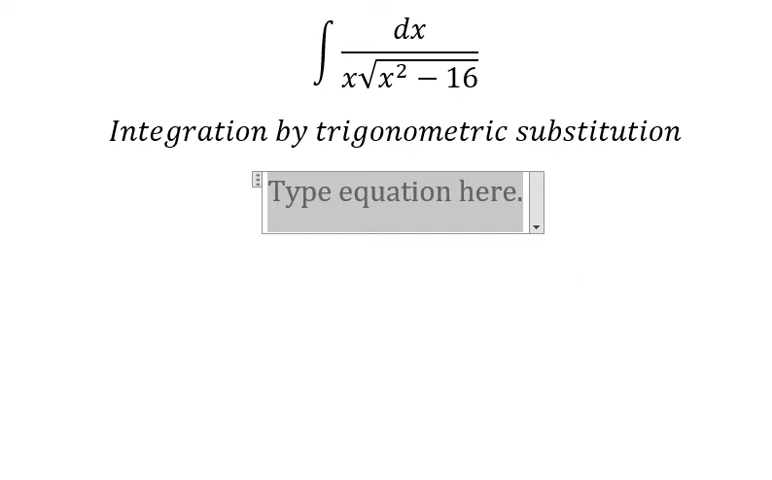 ∫ dx / x√(x² − 16)
Integration by trigonometric substitution
Type equation here.